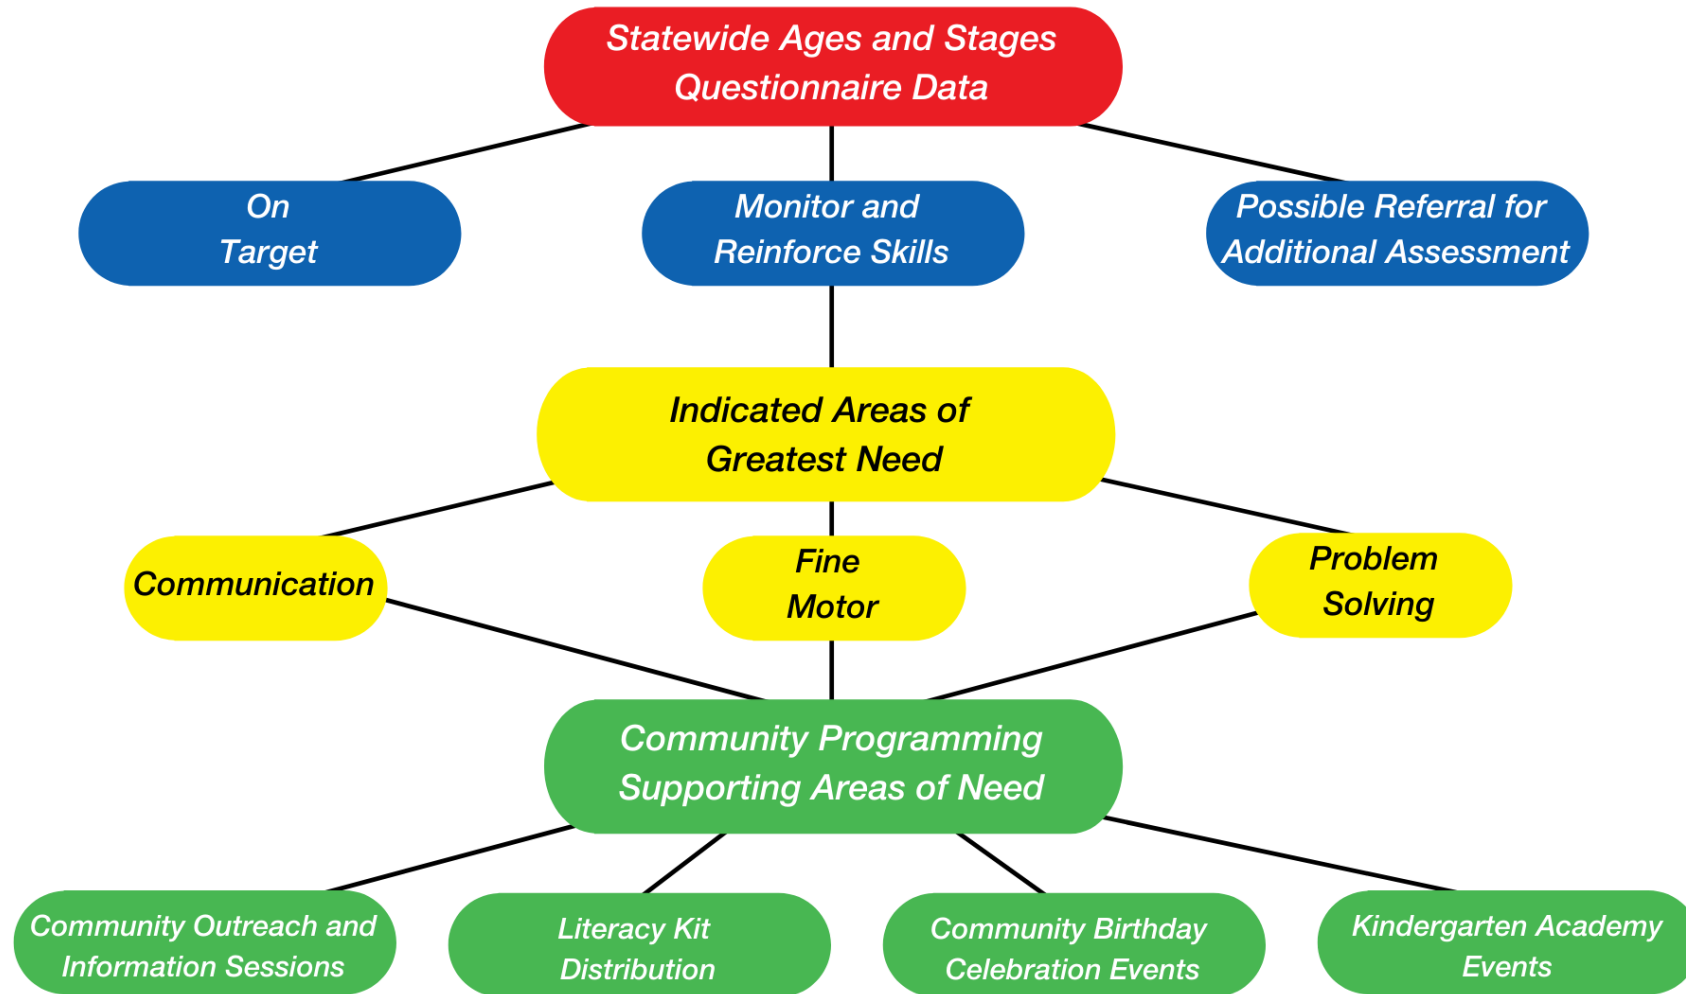 Statewide Ages and Stages
Questionnaire Data
On
Target
Monitor and
Reinforce Skills
Possible Referral for
Additional Assessment
Indicated Areas of
Greatest Need
Communication
Fine
Motor
Problem
Solving
Community Programming
Supporting Areas of Need
Community Outreach and
Information Sessions
Literacy Kit
Distribution
Community Birthday
Celebration Events
Kindergarten Academy
Events